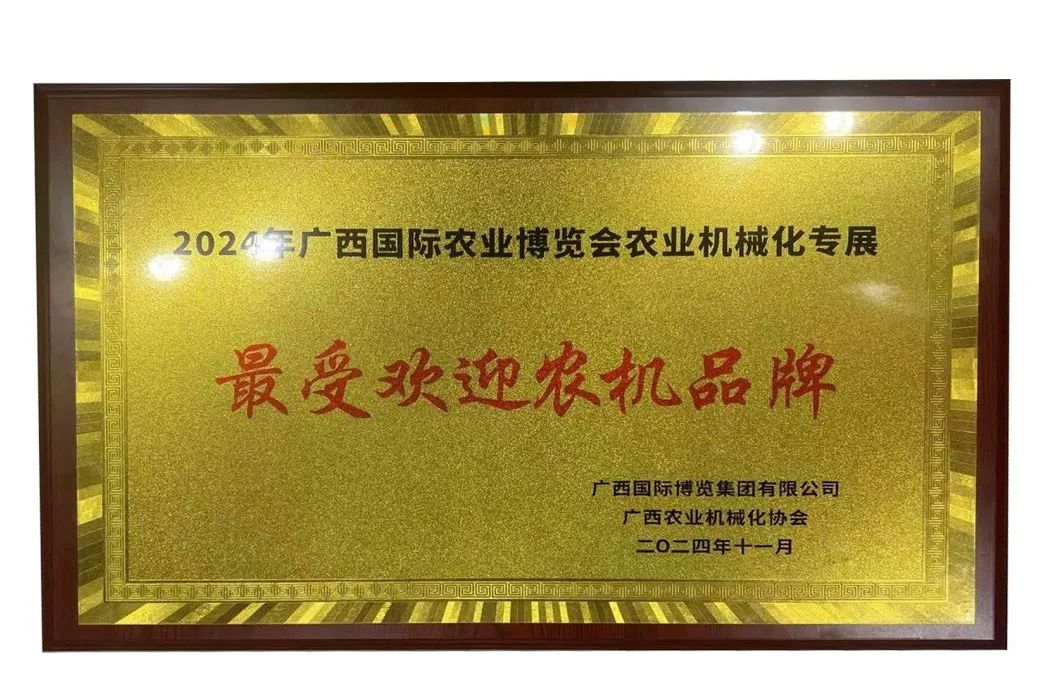 2024年广西国际农业博览会农业机械化专展
最受欢迎农机品牌
广西国际博览集团有限公司
广西农业机械化协会
二〇二四年十一月